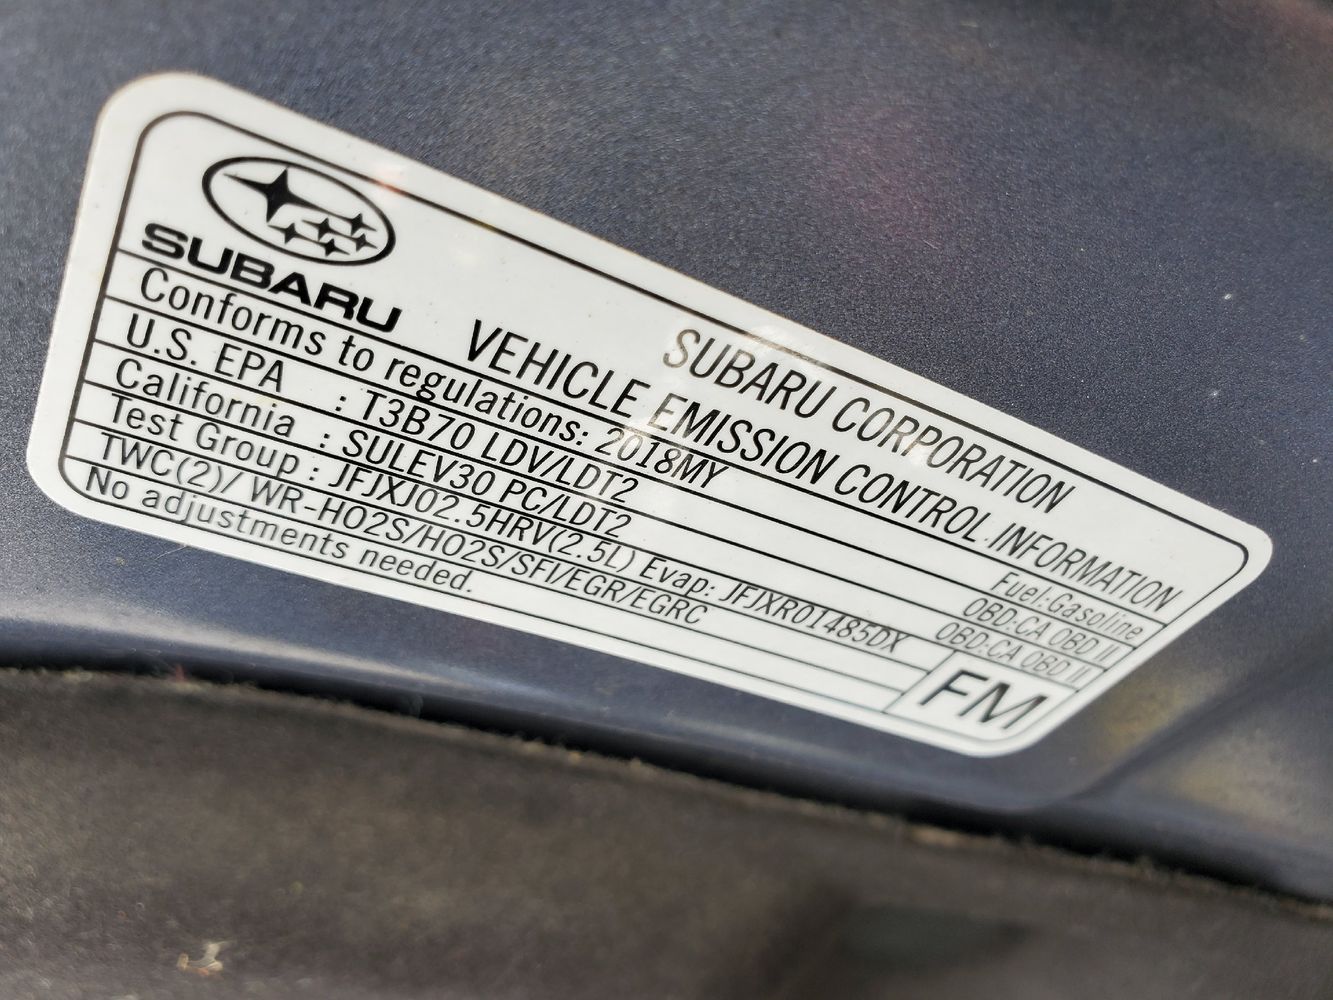 SUBARU
SUBARU CORPORATION
VEHICLE EMISSION CONTROL INFORMATION
Conforms to regulations: 2018MY
Fuel:Gasoline
U.S. EPA : T3B70 LDV/LDT2
OBD:CA OBD II
California : SULEV30 PC/LDT2
OBD:CA OBD II
Test Group : JFJXJ02.5HRV(2.5L) Evap: JFJXR01485DX
TWC(2)/ WR-HO2S/HO2S/SFI/EGR/EGRC
No adjustments needed.
FM